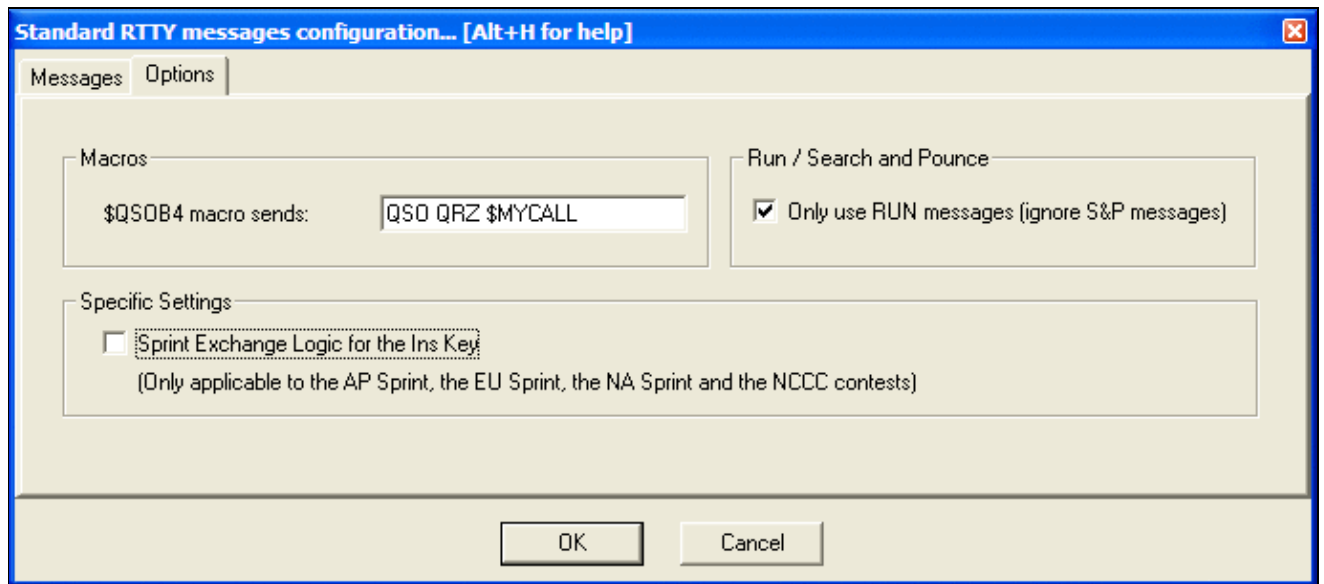 Standard RTTY messages configuration... [Alt+H for help]
Messages Options
Macros
$QSOB4 macro sends: QSO QRZ $MYCALL
Run / Search and Pounce
Only use RUN messages (ignore S&P messages)
Specific Settings
Sprint Exchange Logic for the Ins Key
(Only applicable to the AP Sprint, the EU Sprint, the NA Sprint and the NCCC contests)
OK Cancel